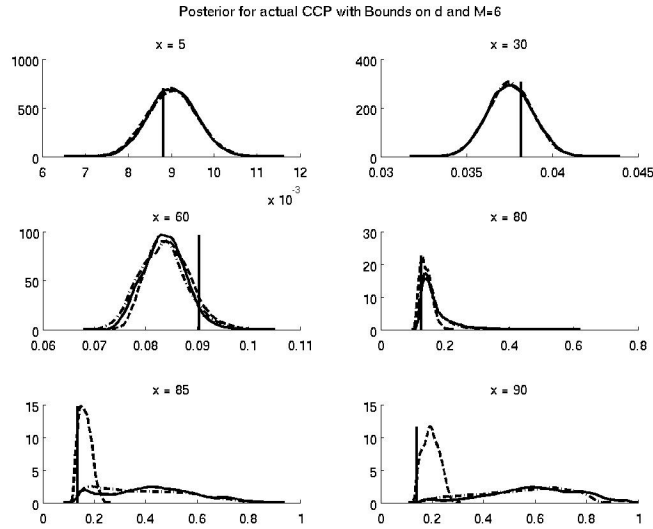 Posterior for actual CCP with Bounds on d and M=6
x = 5
1000
500
0
6 7 8 9 10 11 12
x 10⁻³
x = 30
400
200
0
0.03 0.035 0.04 0.045
x = 60
100
50
0
0.06 0.07 0.08 0.09 0.1 0.11
x = 80
30
20
10
0
0 0.2 0.4 0.6 0.8
x = 85
15
10
5
0
0 0.2 0.4 0.6 0.8 1
x = 90
15
10
5
0
0 0.2 0.4 0.6 0.8 1